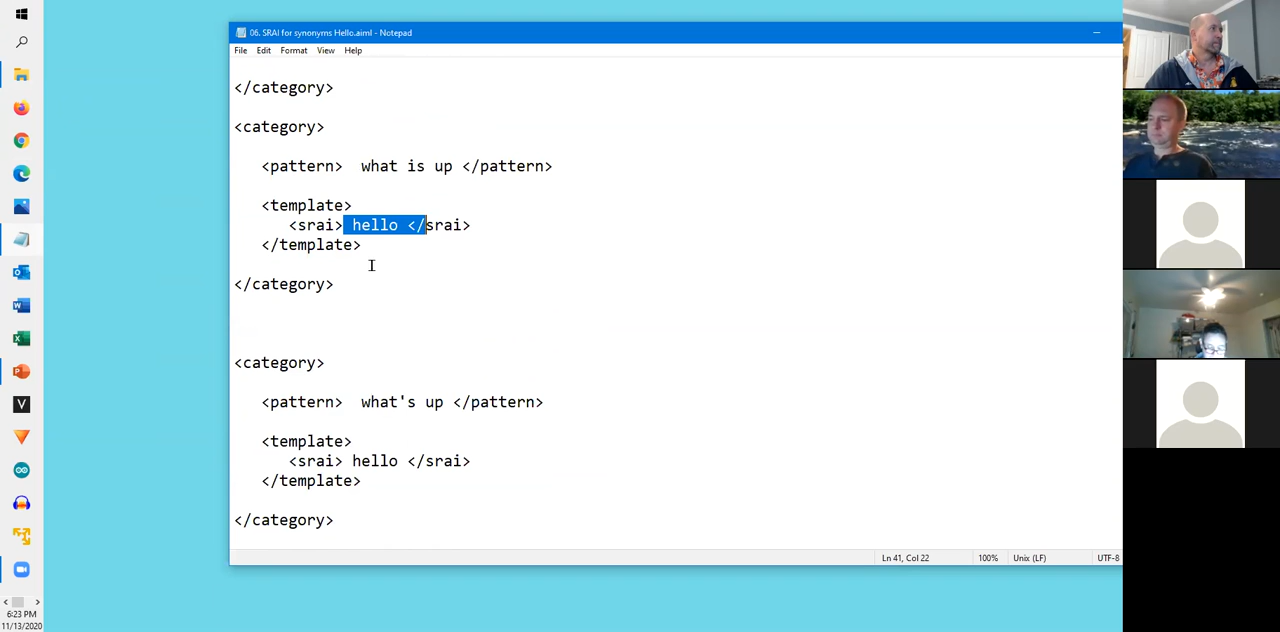 06. SRAI for synonyms Hello.aiml - Notepad
File Edit Format View Help
</category>
<category>
<pattern>  what is up </pattern>
<template>
<srai> hello </srai>
</template>
</category>
<category>
<pattern>  what's up </pattern>
<template>
<srai> hello </srai>
</template>
</category>
Ln 41, Col 22 100% Unix (LF) UTF-8
6:23 PM
11/13/2020